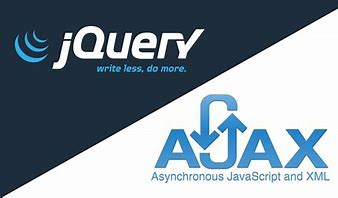 jQuery
write less, do more.
AJAX
Asynchronous JavaScript and XML